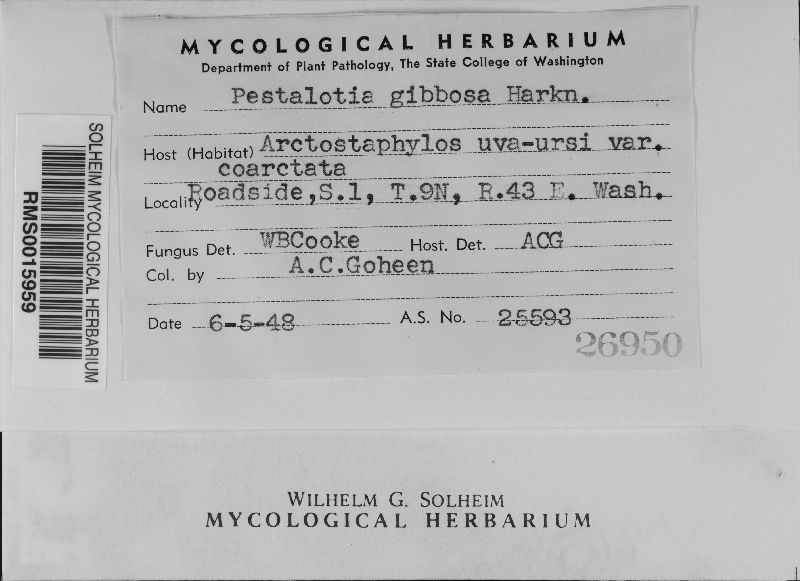 MYCOLOGICAL HERBARIUM
Department of Plant Pathology, The State College of Washington
Name Pestalotia gibbosa Harkn.
Host (Habitat) Arctostaphylos uva-ursi var.
coarctata
Locality Roadside, S.1, T.9N, R.43 E. Wash.
Fungus Det. WBCooke Host. Det. ACG
Col. by A.C.Goheen
Date 6-5-48 A.S. No. 25593
26950
SOLHEIM MYCOLOGICAL HERBARIUM
RMS0015959
WILHELM G. SOLHEIM
MYCOLOGICAL HERBARIUM